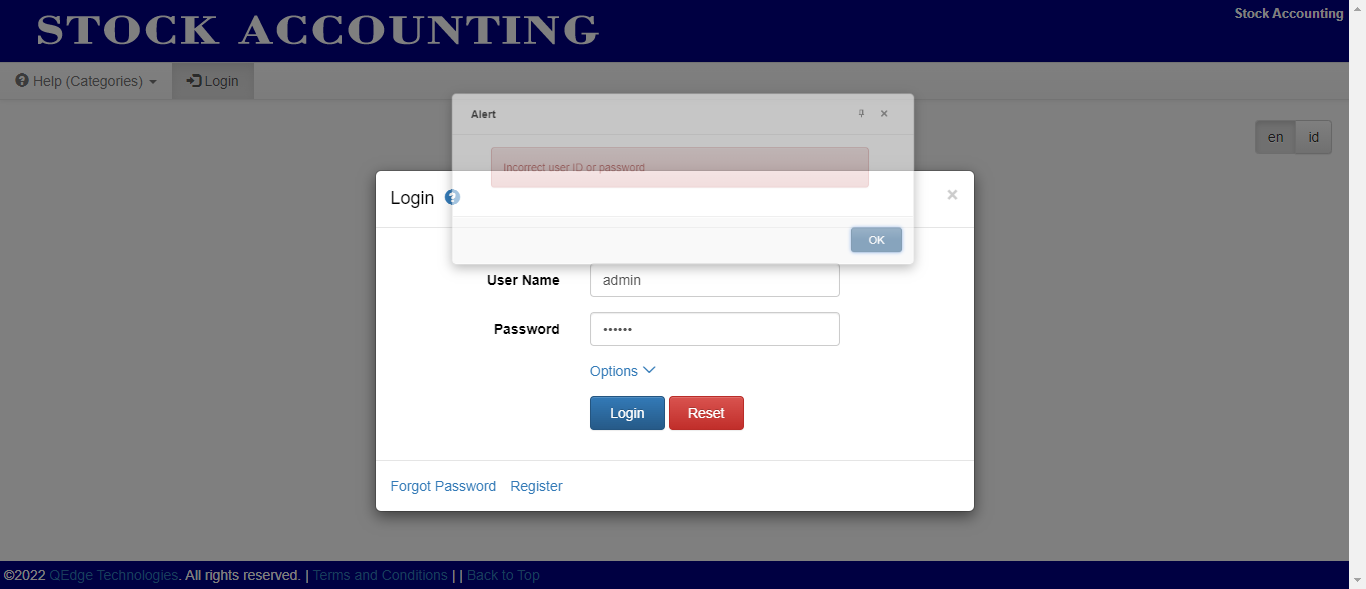 STOCK ACCOUNTING
Stock Accounting
Help (Categories)
Login
en
id
Alert
Incorrect user ID or password
OK
Login
User Name
admin
Password
••••••
Options
Login
Reset
Forgot Password
Register
©2022 QEdge Technologies. All rights reserved. | Terms and Conditions | | Back to Top